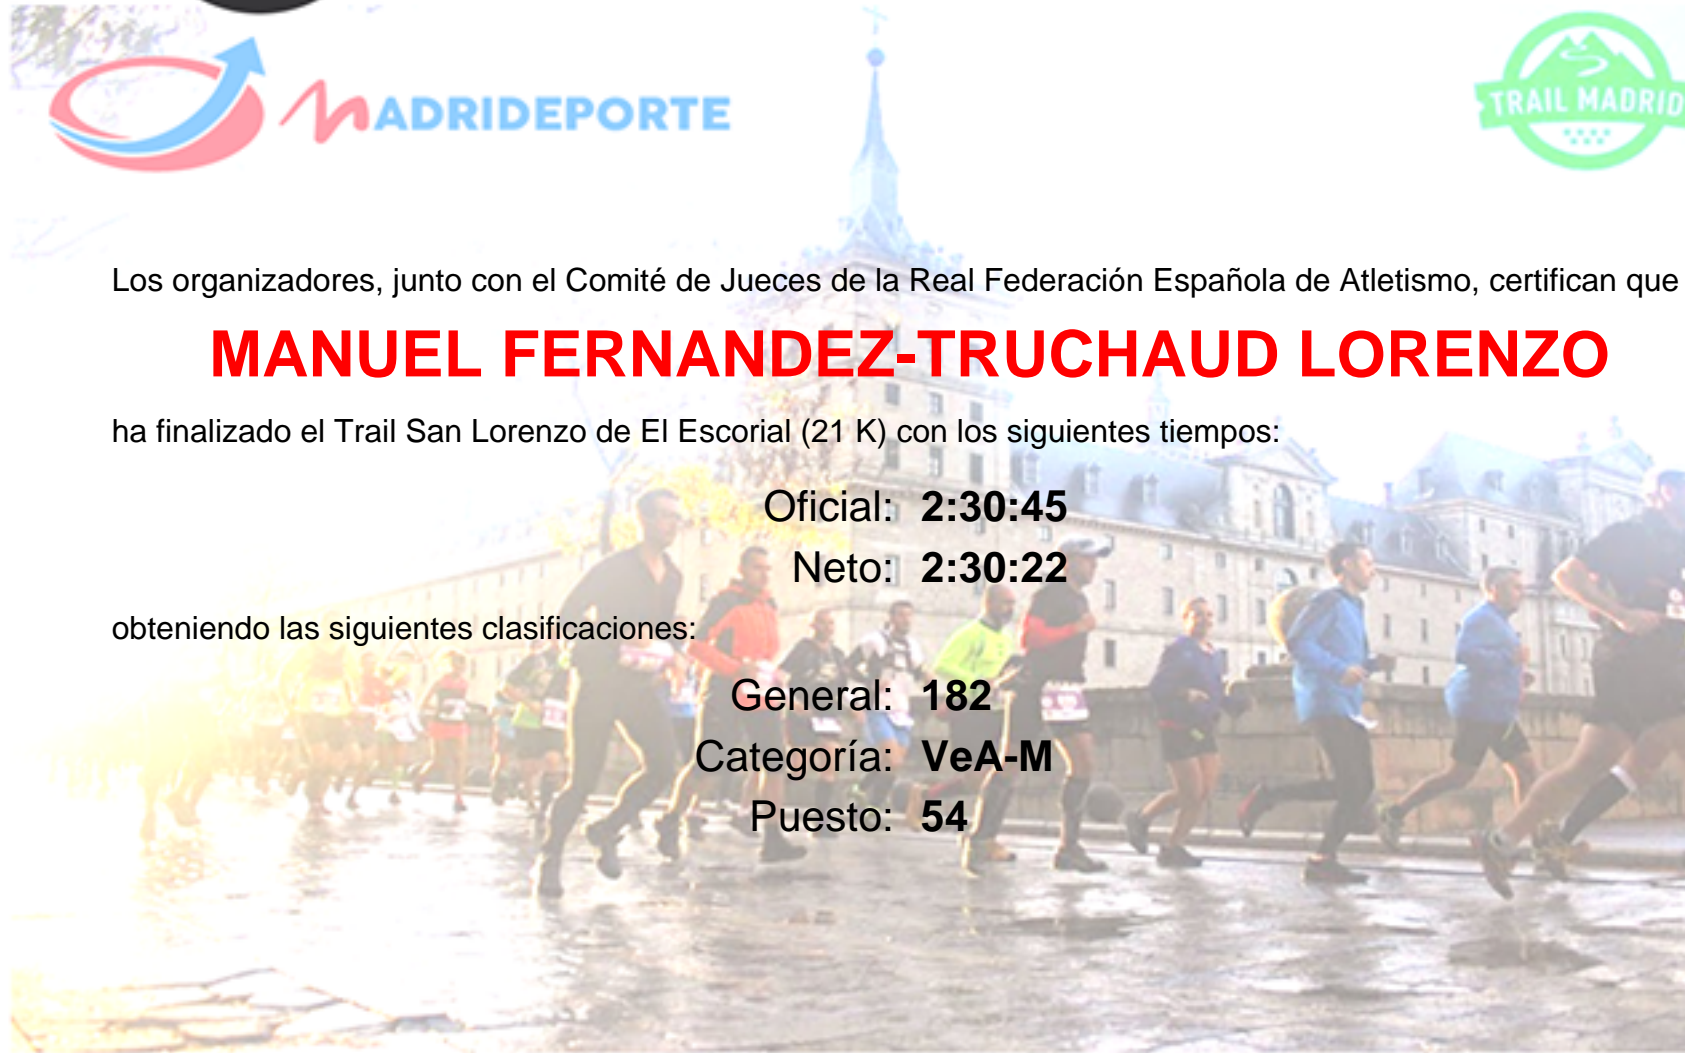 MADRIDEPORTE
TRAIL MADRID
Los organizadores, junto con el Comité de Jueces de la Real Federación Española de Atletismo, certifican que
MANUEL FERNANDEZ-TRUCHAUD LORENZO
ha finalizado el Trail San Lorenzo de El Escorial (21 K) con los siguientes tiempos:
Oficial: 2:30:45
Neto: 2:30:22
obteniendo las siguientes clasificaciones:
General: 182
Categoría: VeA-M
Puesto: 54